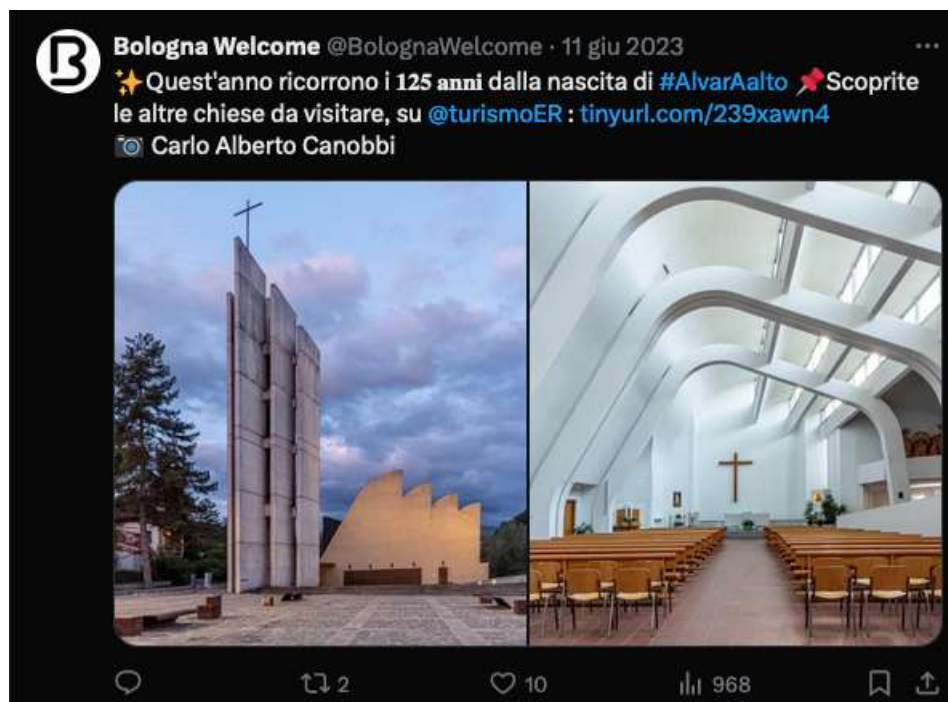 Bologna Welcome @BolognaWelcome · 11 giu 2023
✨Quest'anno ricorrono i 𝟏𝟐𝟓 𝐚𝐧𝐧𝐢 dalla nascita di #AlvarAalto 📌Scoprite
le altre chiese da visitare, su @turismoER : tinyurl.com/239xawn4
📷 Carlo Alberto Canobbi
2 10 968